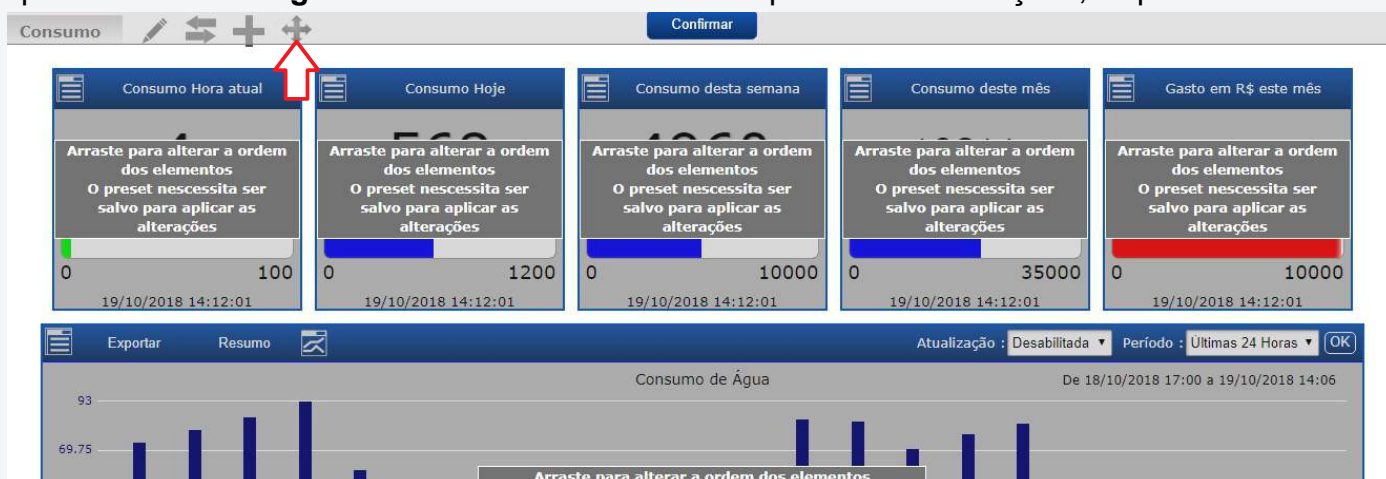 Consumo
Confirmar
Consumo Hora atual
Consumo Hoje
Consumo desta semana
Consumo deste mês
Gasto em R$ este mês
Arraste para alterar a ordem
dos elementos
O preset nescessita ser
salvo para aplicar as
alterações
Arraste para alterar a ordem
dos elementos
O preset nescessita ser
salvo para aplicar as
alterações
Arraste para alterar a ordem
dos elementos
O preset nescessita ser
salvo para aplicar as
alterações
Arraste para alterar a ordem
dos elementos
O preset nescessita ser
salvo para aplicar as
alterações
Arraste para alterar a ordem
dos elementos
O preset nescessita ser
salvo para aplicar as
alterações
0 100
0 1200
0 10000
0 35000
0 10000
19/10/2018 14:12:01
19/10/2018 14:12:01
19/10/2018 14:12:01
19/10/2018 14:12:01
19/10/2018 14:12:01
Exportar Resumo Atualização : Desabilitada Período : Últimas 24 Horas OK
Consumo de Água De 18/10/2018 17:00 a 19/10/2018 14:06
93
69.75
Arraste para alterar a ordem dos elementos